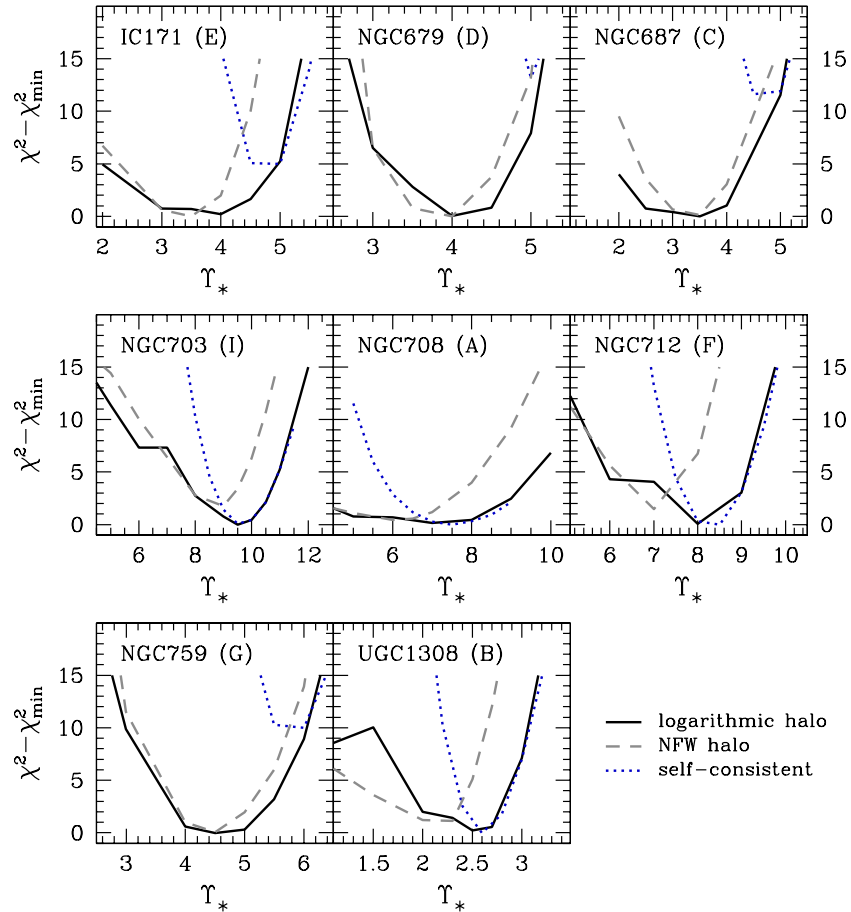 IC171 (E) NGC679 (D) NGC687 (C)
15 15
10 10
5 5
0 0
χ²−χ²min
2 3 4 5 3 4 5 2 3 4 5
ϒ* ϒ* ϒ*
NGC703 (I) NGC708 (A) NGC712 (F)
15 15
10 10
5 5
0 0
χ²−χ²min
6 8 10 12 6 8 10 6 7 8 9 10
ϒ* ϒ* ϒ*
NGC759 (G) UGC1308 (B)
15
10
5
0
χ²−χ²min
3 4 5 6 1.5 2 2.5 3
ϒ* ϒ*
logarithmic halo
NFW halo
self-consistent